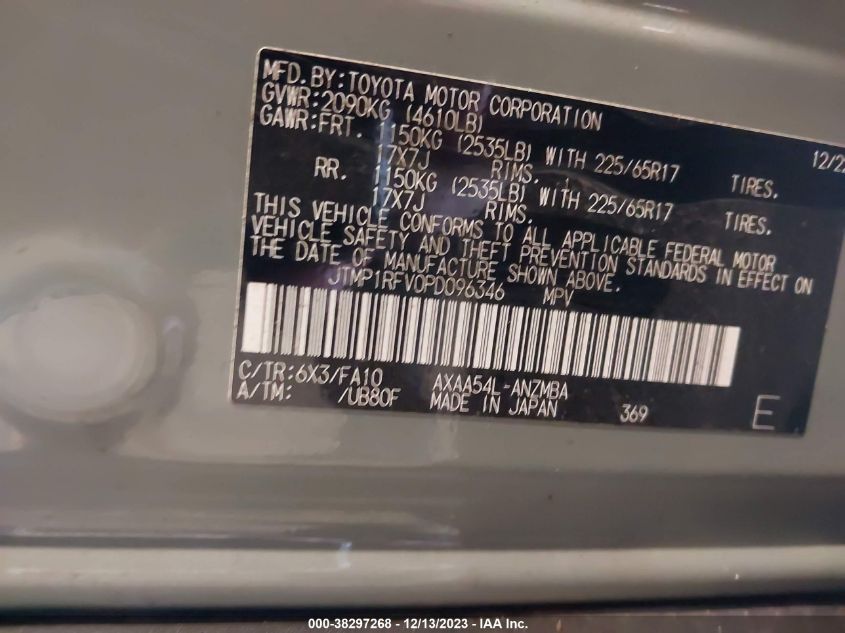 MFD. BY: TOYOTA MOTOR CORPORATION
12/22
GVWR: 2090KG (4610LB)
GAWR: FRT. 1150KG (2535LB) WITH 225/65R17 TIRES.
17X7J RIMS.
RR. 1150KG (2535LB) WITH 225/65R17 TIRES.
17X7J RIMS.
THIS VEHICLE CONFORMS TO ALL APPLICABLE FEDERAL MOTOR
VEHICLE SAFETY AND THEFT PREVENTION STANDARDS IN EFFECT ON
THE DATE OF MANUFACTURE SHOWN ABOVE.
JTMP1RFV0PD096346 MPV
C/TR: 6X3/FA10 AXAA54L-ANZMBA
A/TM: /UB80F MADE IN JAPAN 369 E
000-38297268 - 12/13/2023 - IAA Inc.